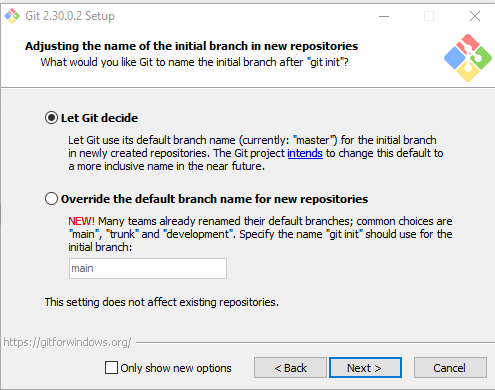 Git 2.30.0.2 Setup
Adjusting the name of the initial branch in new repositories
What would you like Git to name the initial branch after "git init"?
Let Git decide
Let Git use its default branch name (currently: "master") for the initial branch
in newly created repositories. The Git project intends to change this default to
a more inclusive name in the near future.
Override the default branch name for new repositories
NEW! Many teams already renamed their default branches; common choices are
"main", "trunk" and "development". Specify the name "git init" should use for the
initial branch:
main
This setting does not affect existing repositories.
https://gitforwindows.org/
Only show new options
< Back
Next >
Cancel